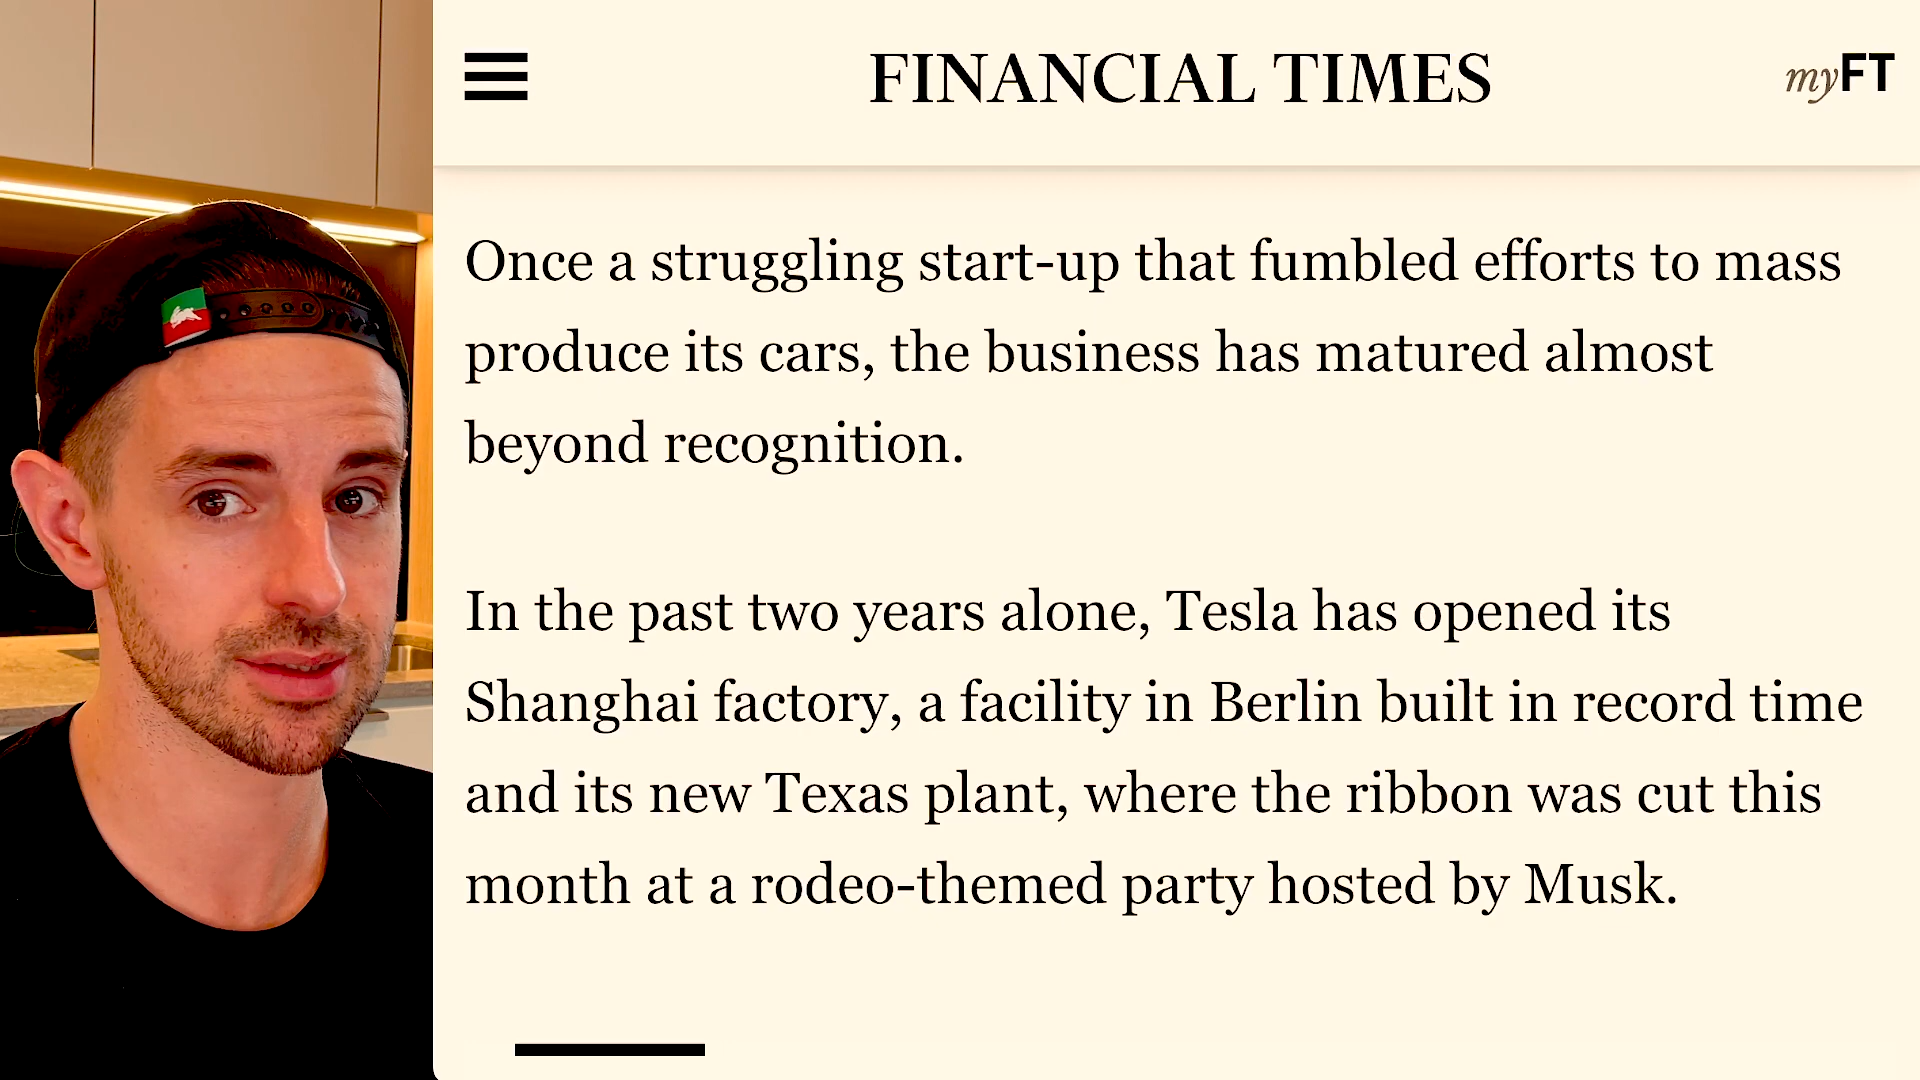 FINANCIAL TIMES
myFT
Once a struggling start-up that fumbled efforts to mass
produce its cars, the business has matured almost
beyond recognition.
In the past two years alone, Tesla has opened its
Shanghai factory, a facility in Berlin built in record time
and its new Texas plant, where the ribbon was cut this
month at a rodeo-themed party hosted by Musk.